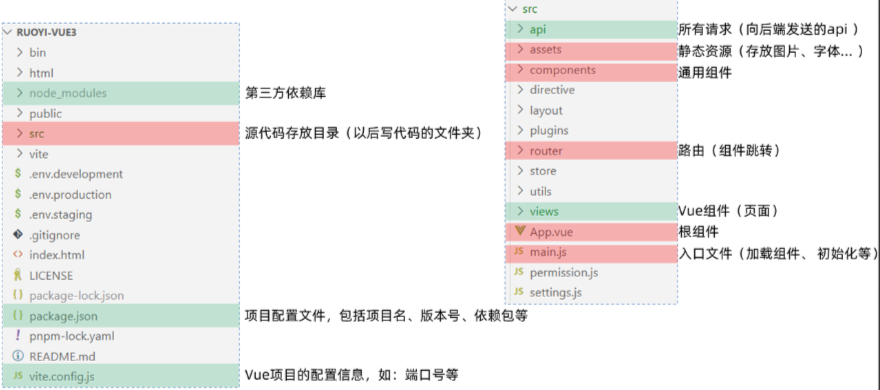 RUOYI-VUE3
bin
html
node_modules 第三方依赖库
public
src 源代码存放目录（以后写代码的文件夹）
vite
.env.development
.env.production
.env.staging
.gitignore
index.html
LICENSE
package-lock.json
package.json 项目配置文件，包括项目名、版本号、依赖包等
pnpm-lock.yaml
README.md
vite.config.js Vue项目的配置信息，如：端口号等
src
api 所有请求（向后端发送的api ）
assets 静态资源（存放图片、字体... ）
components 通用组件
directive
layout
plugins
router 路由（组件跳转）
store
utils
views Vue组件（页面）
App.vue 根组件
main.js 入口文件（加载组件、 初始化等）
permission.js
settings.js